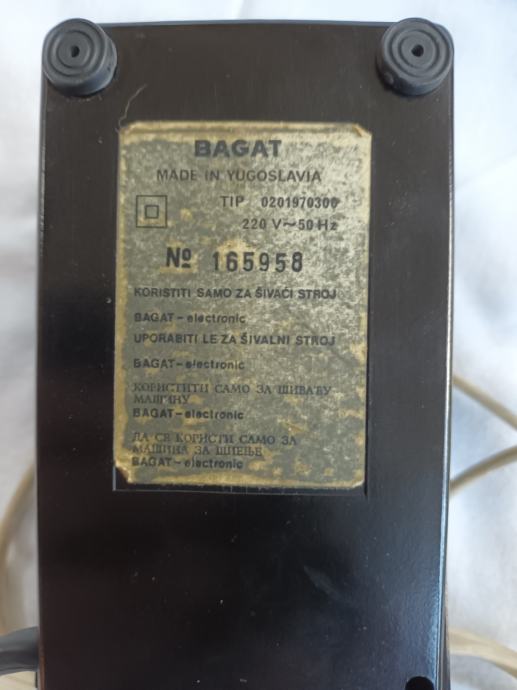 BAGAT
MADE IN YUGOSLAVIA
TIP 0201970300
220 V~50 Hz
№ 165958
KORISTITI SAMO ZA ŠIVAĆI STROJ
BAGAT-electronic
UPORABITI LE ZA ŠIVALNI STROJ
BAGAT-electronic
КОРИСТИТИ САМО ЗА ШИВАЋУ
МАШИНУ
BAGAT-electronic
ДА СЕ КОРИСТИ САМО ЗА
МАШИНА ЗА ШИЕЊЕ
BAGAT-electronic